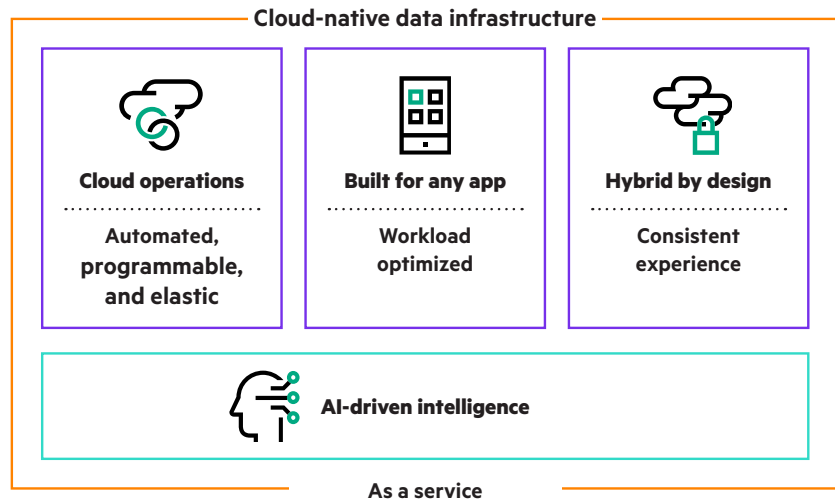 Cloud-native data infrastructure
Cloud operations
Automated,
programmable,
and elastic
Built for any app
Workload
optimized
Hybrid by design
Consistent
experience
AI-driven intelligence
As a service